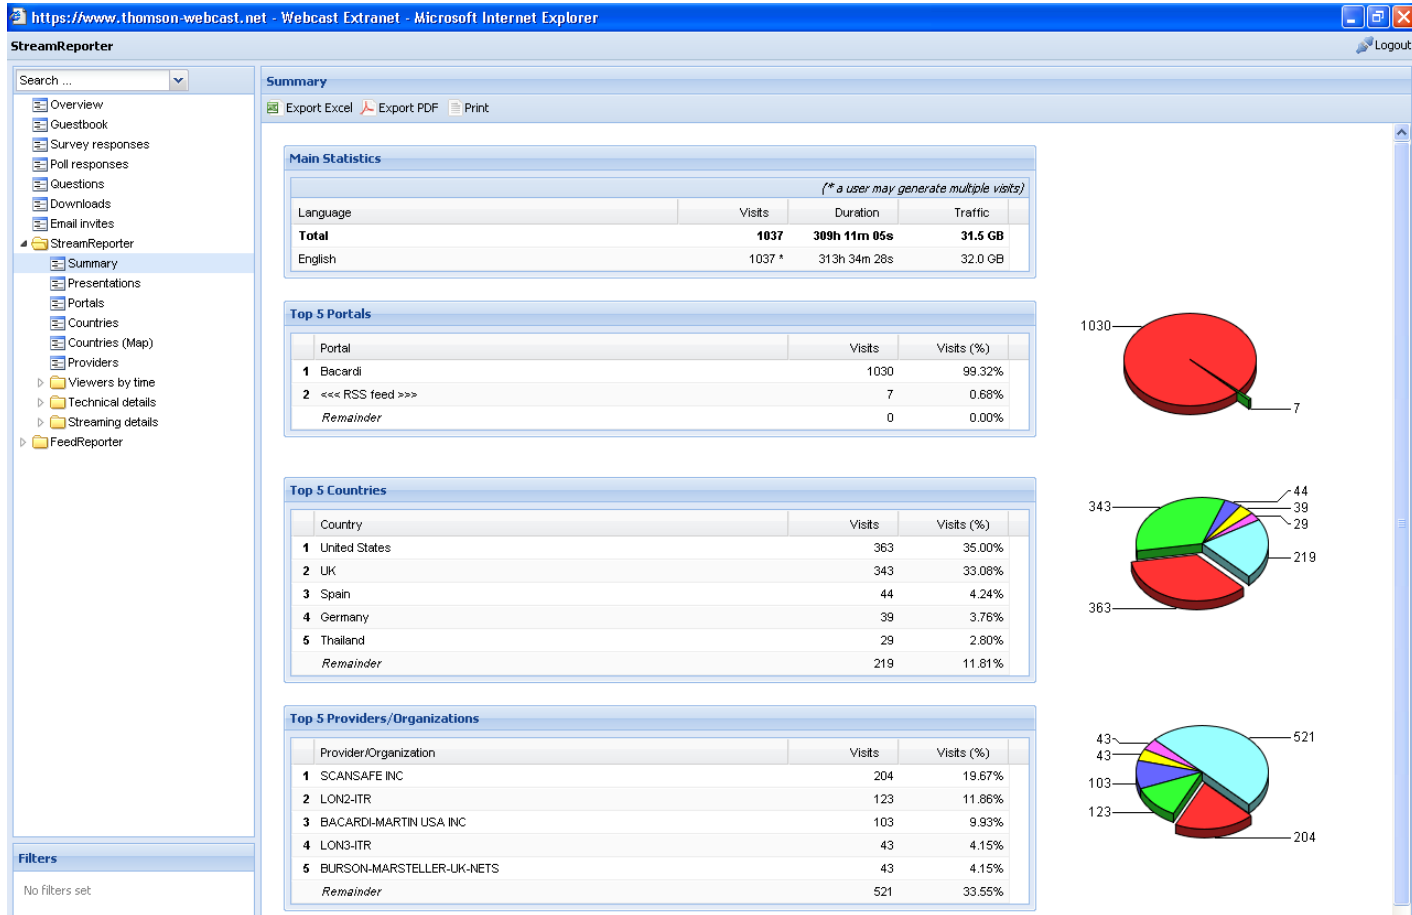 https://www.thomson-webcast.net - Webcast Extranet - Microsoft Internet Explorer
StreamReporter
Logout
Search ...
Overview
Guestbook
Survey responses
Poll responses
Questions
Downloads
Email invites
StreamReporter
Summary
Presentations
Portals
Countries
Countries (Map)
Providers
Viewers by time
Technical details
Streaming details
FeedReporter
Filters
No filters set
Summary
Export Excel Export PDF Print
Main Statistics
(* a user may generate multiple visits)
Language Visits Duration Traffic
Total 1037 309h 11m 05s 31.5 GB
English 1037 * 313h 34m 28s 32.0 GB
Top 5 Portals
Portal Visits Visits (%)
1 Bacardi 1030 99.32%
2 <<< RSS feed >>> 7 0.68%
Remainder 0 0.00%
1030
7
Top 5 Countries
Country Visits Visits (%)
1 United States 363 35.00%
2 UK 343 33.08%
3 Spain 44 4.24%
4 Germany 39 3.76%
5 Thailand 29 2.80%
Remainder 219 11.81%
343
44
39
29
219
363
Top 5 Providers/Organizations
Provider/Organization Visits Visits (%)
1 SCANSAFE INC 204 19.67%
2 LON2-ITR 123 11.86%
3 BACARDI-MARTIN USA INC 103 9.93%
4 LON3-ITR 43 4.15%
5 BURSON-MARSTELLER-UK-NETS 43 4.15%
Remainder 521 33.55%
43
43
103
123
521
204